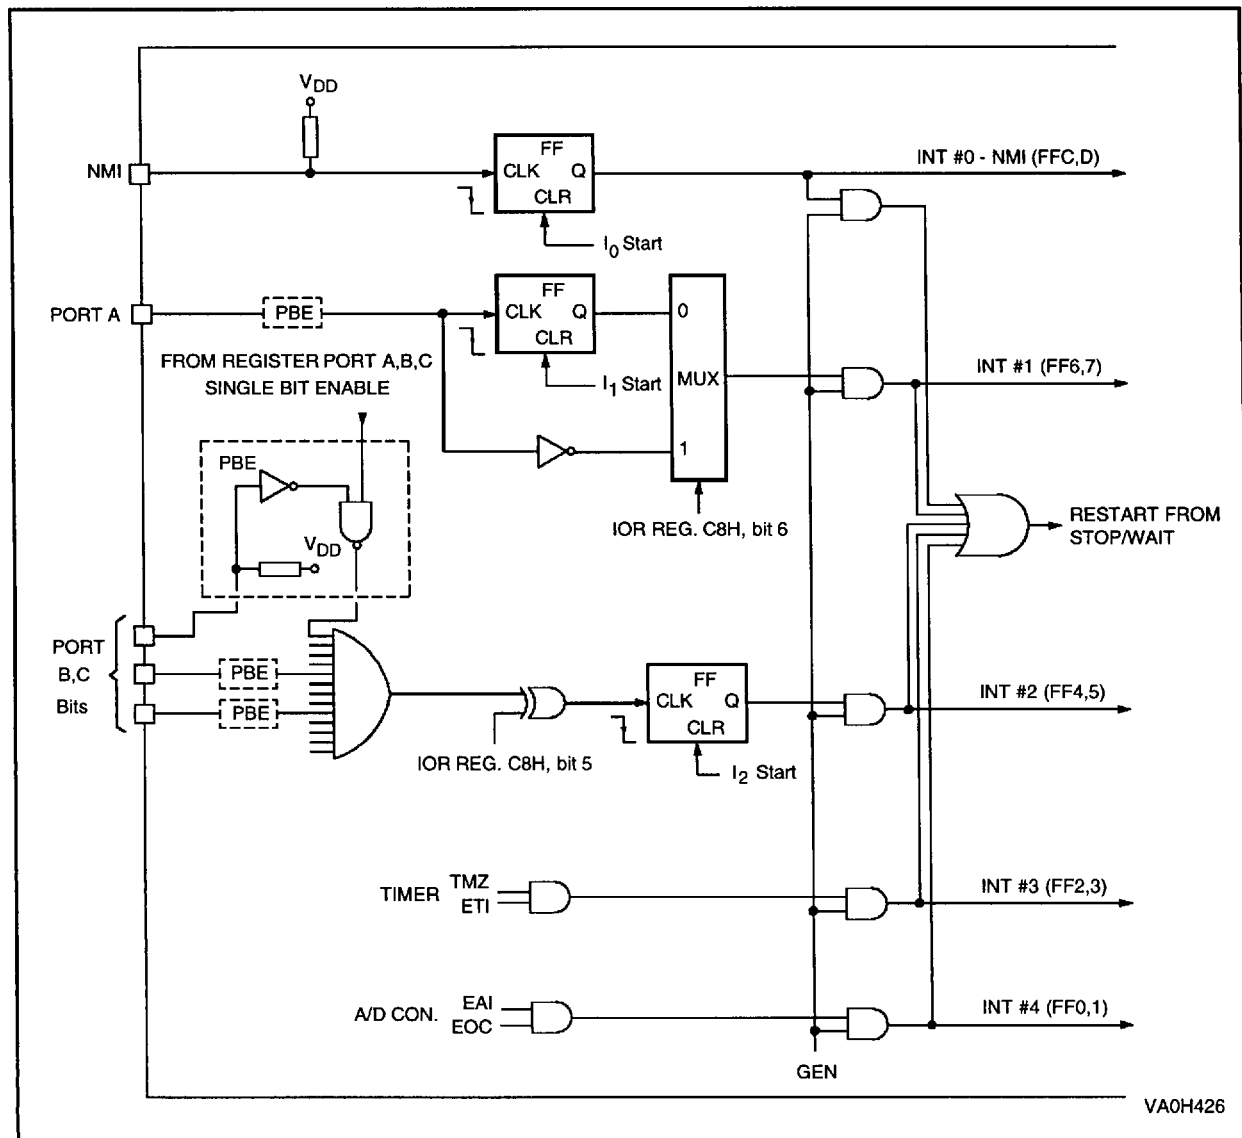 VDD
NMI
FF
CLK Q
CLR
I0 Start
INT #0 - NMI (FFC,D)
PORT A
PBE
FF
CLK Q
CLR
I1 Start
0
MUX
1
IOR REG. C8H, bit 6
INT #1 (FF6,7)
FROM REGISTER PORT A,B,C
SINGLE BIT ENABLE
PBE
VDD
RESTART FROM
STOP/WAIT
PORT
B,C
Bits
PBE
PBE
IOR REG. C8H, bit 5
FF
CLK Q
CLR
I2 Start
INT #2 (FF4,5)
TIMER
TMZ
ETI
INT #3 (FF2,3)
A/D CON.
EAI
EOC
INT #4 (FF0,1)
GEN
VA0H426